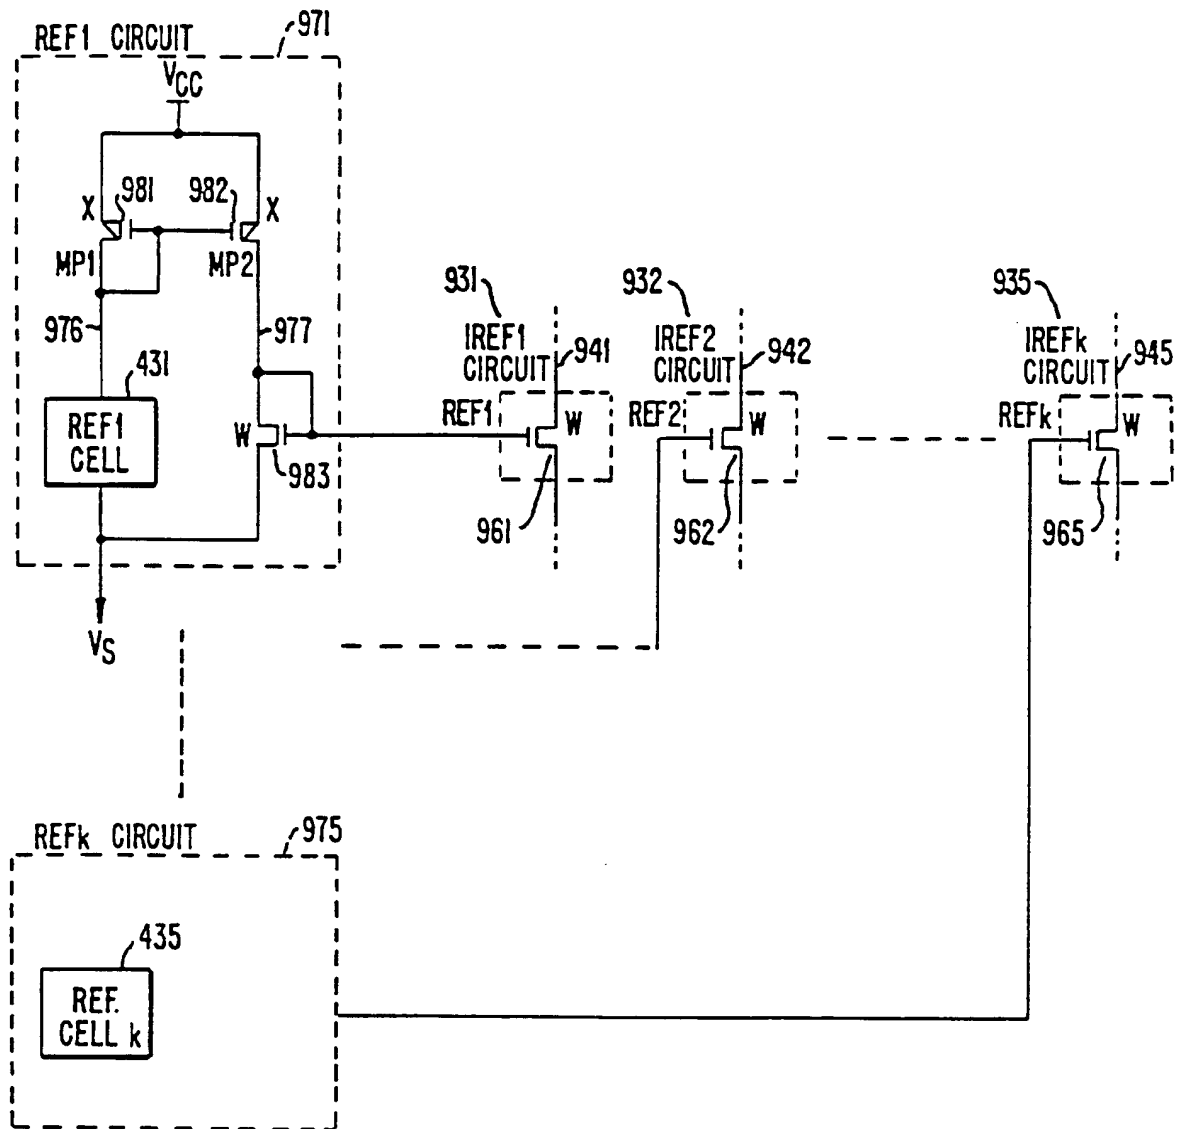 REF1 CIRCUIT
971
VCC
981
982
X
X
MP1
MP2
976
977
431
REF1
CELL
W
983
VS
931
IREF1
CIRCUIT
941
REF1
W
961
932
IREF2
CIRCUIT
942
REF2
W
962
935
IREFk
CIRCUIT
945
REFk
W
965
REFk CIRCUIT
975
435
REF.
CELL k